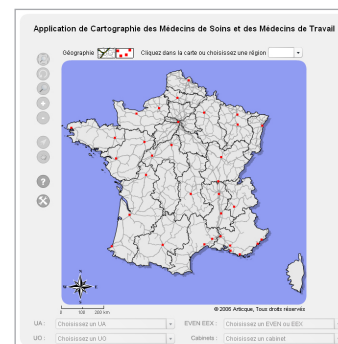 Application de Cartographie des Médecins de Soins et des Médecins de Travail
Géographie Cliquez dans la carte ou choisissez une région
N
0 100 200 km
© 2006 Articque, Tous droits réservés
UA : Choisissez un UA EVEN EEX : Choisissez un EVEN ou EEX
UO : Choisissez un UO Cabinets : Choisissez un cabinet